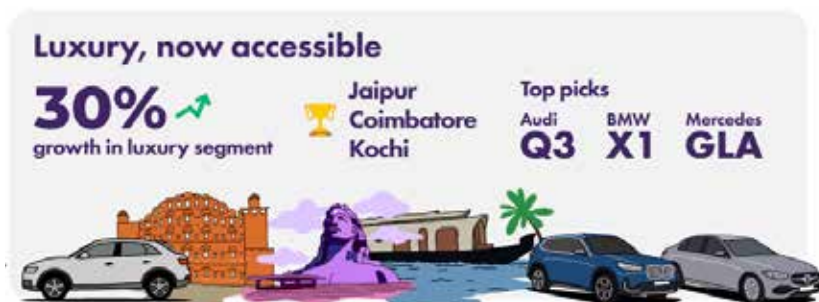 Luxury, now accessible
30%
growth in luxury segment
Jaipur
Coimbatore
Kochi
Top picks
Audi
Q3
BMW
X1
Mercedes
GLA